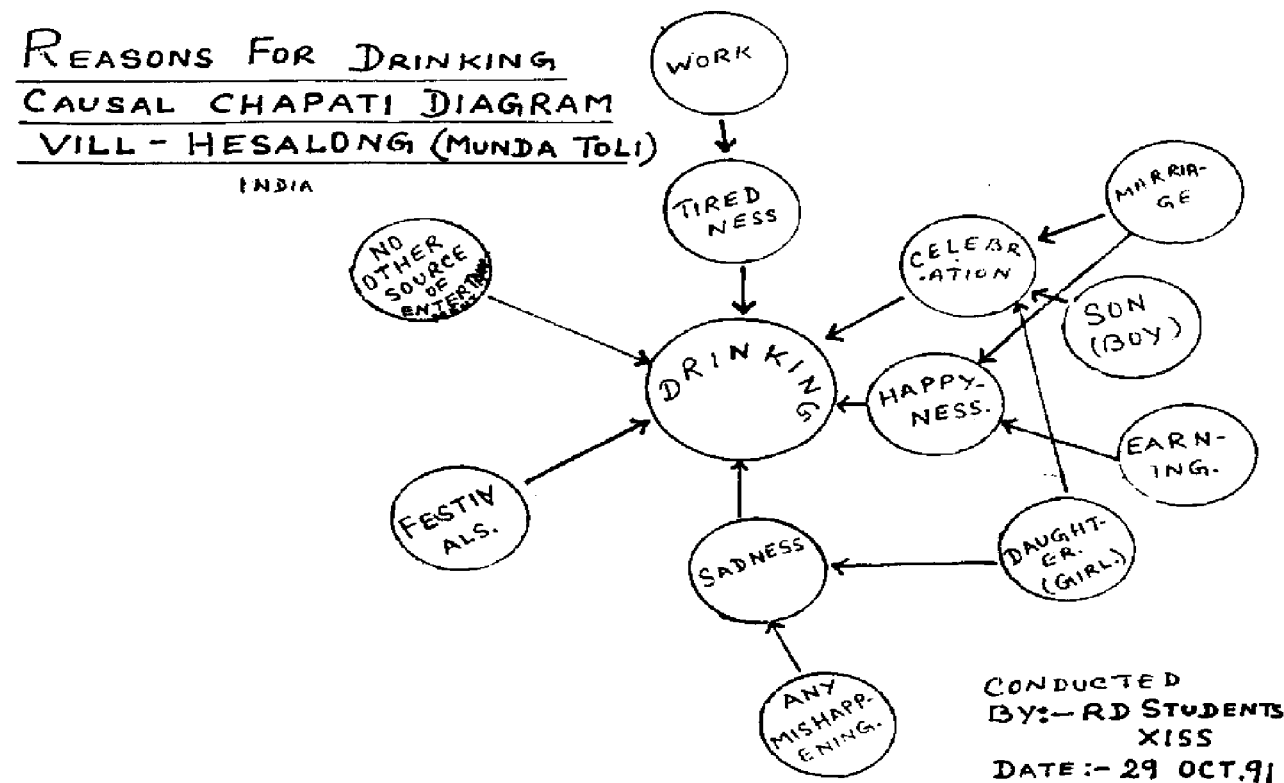 REASONS FOR DRINKING
CAUSAL CHAPATI DIAGRAM
VILL - HESALONG (MUNDA TOLI)
INDIA
WORK
TIRED
NESS
NO
OTHER
SOURCE
OF
ENTERTAIN
MENT
CELEBR
-ATION
MARRIA-
GE
SON
(BOY)
DRINKING
HAPPY-
NESS.
EARN-
ING.
FESTIV
ALS.
SADNESS
DAUGHT-
ER.
(GIRL.)
ANY
MISHAPP-
ENING.
CONDUCTED
BY:- RD STUDENTS
XISS
DATE :- 29 OCT.91